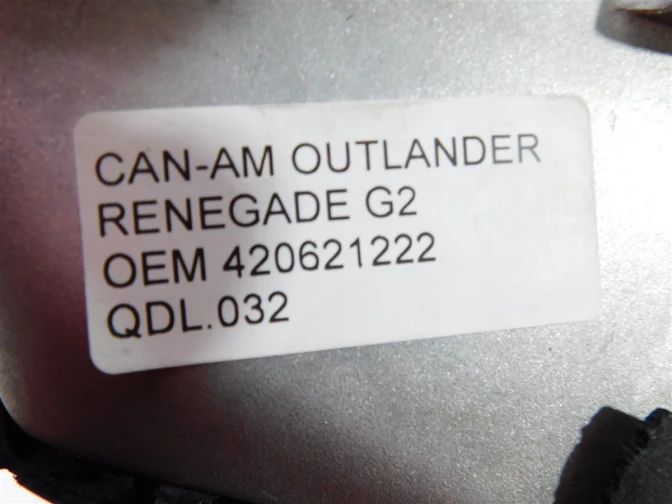 CAN-AM OUTLANDER
RENEGADE G2
OEM 420621222
QDL.032